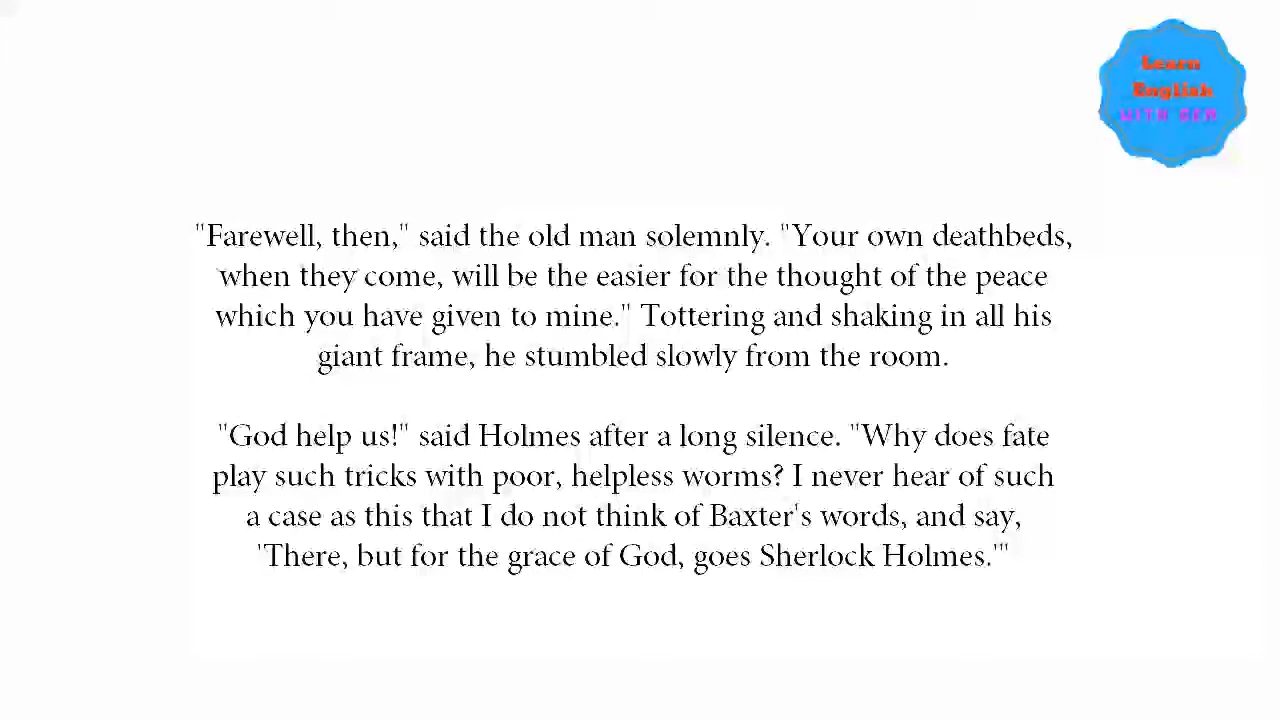 Learn
English
WITH GEM
"Farewell, then," said the old man solemnly. "Your own deathbeds,
when they come, will be the easier for the thought of the peace
which you have given to mine." Tottering and shaking in all his
giant frame, he stumbled slowly from the room.
"God help us!" said Holmes after a long silence. "Why does fate
play such tricks with poor, helpless worms? I never hear of such
a case as this that I do not think of Baxter's words, and say,
'There, but for the grace of God, goes Sherlock Holmes.'"